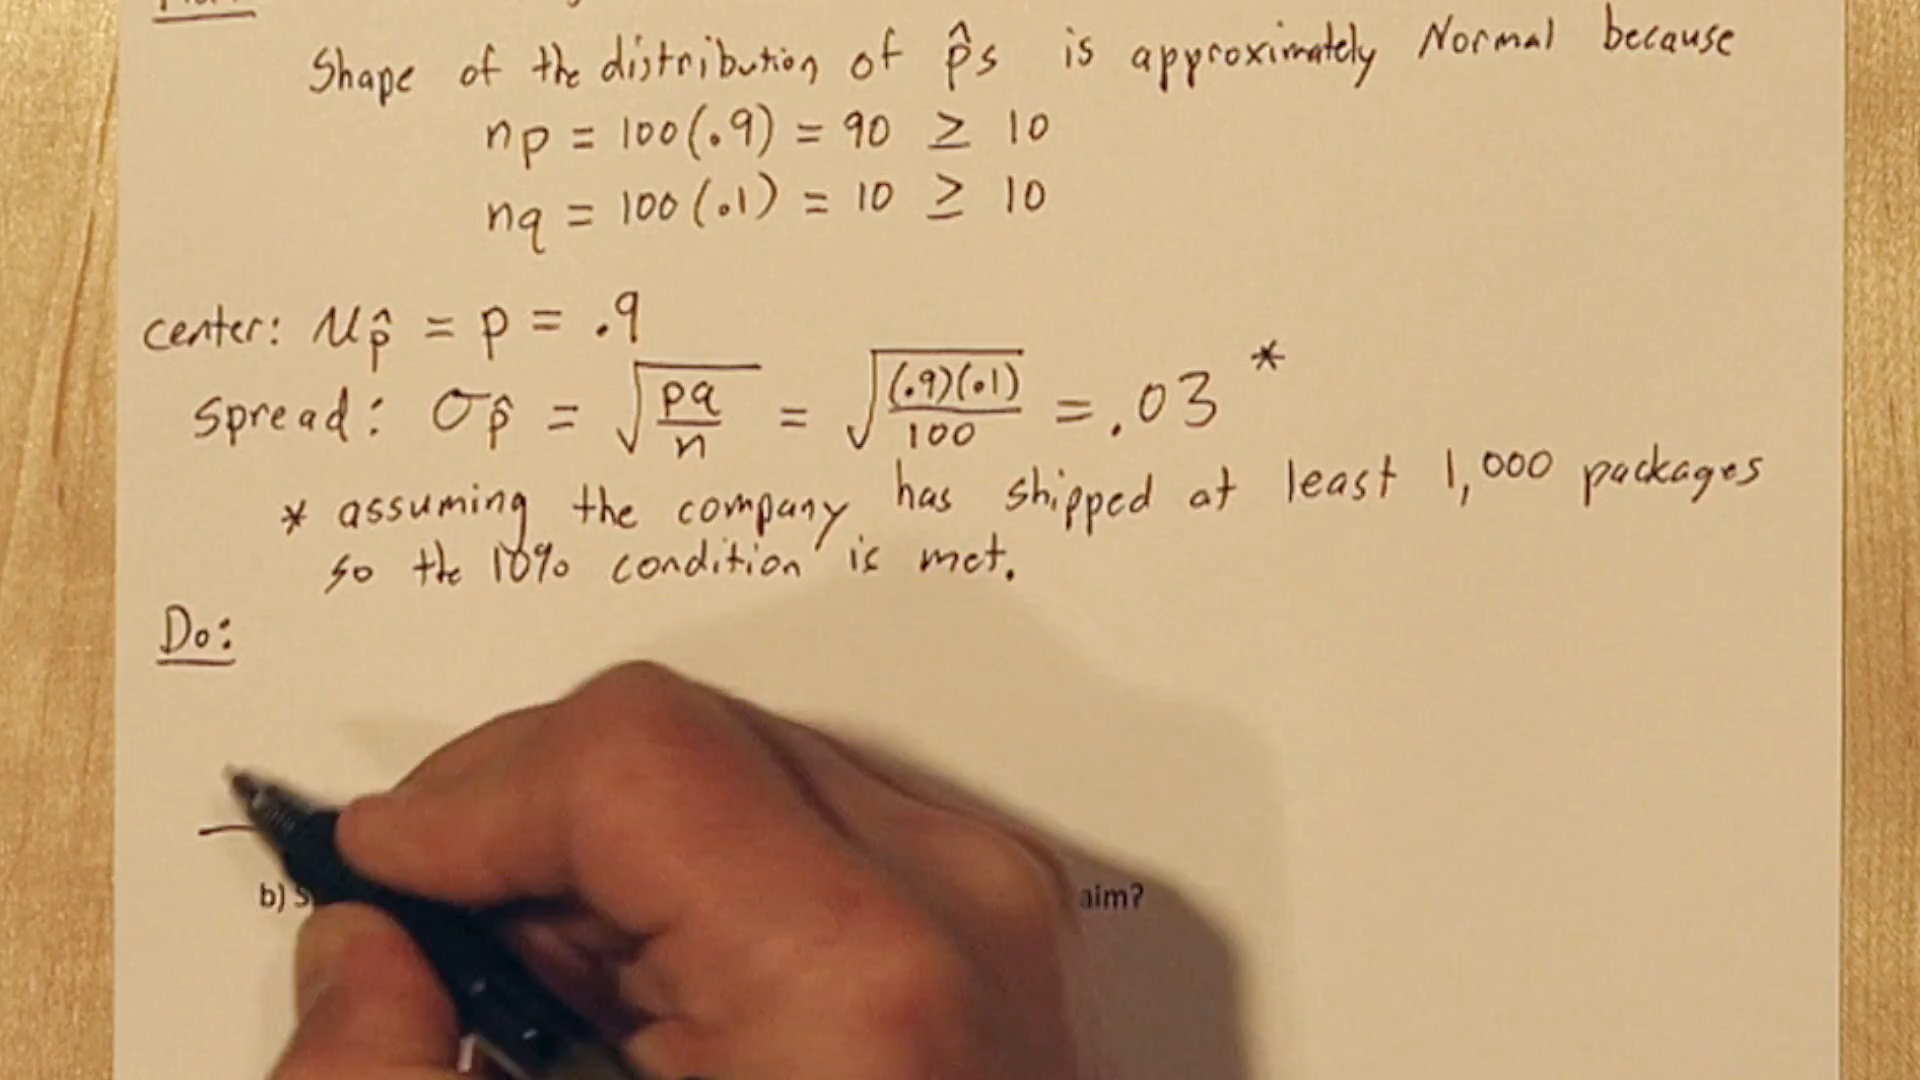 Shape of the distribution of p̂s is approximately Normal because
np = 100(.9) = 90 ≥ 10
nq = 100(.1) = 10 ≥ 10
center: μp̂ = p = .9
spread: σp̂ = √(pq/n) = √((.9)(.1)/100) = .03 *
* assuming the company has shipped at least 1,000 packages
so the 10% condition is met.
Do:
b) aim?